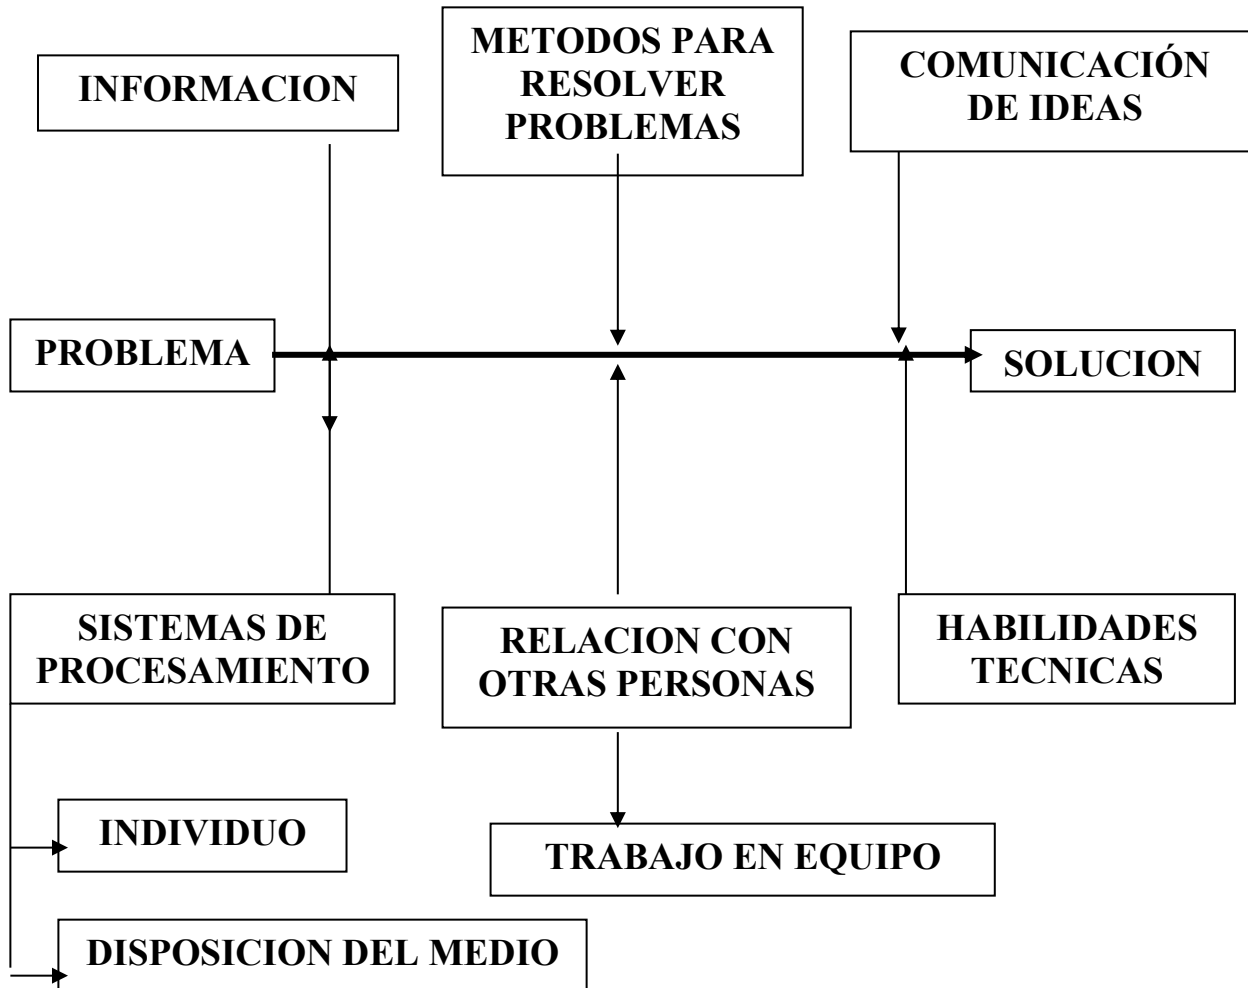 INFORMACION
METODOS PARA
RESOLVER
PROBLEMAS
COMUNICACIÓN
DE IDEAS
PROBLEMA
SOLUCION
SISTEMAS DE
PROCESAMIENTO
RELACION CON
OTRAS PERSONAS
HABILIDADES
TECNICAS
INDIVIDUO
TRABAJO EN EQUIPO
DISPOSICION DEL MEDIO